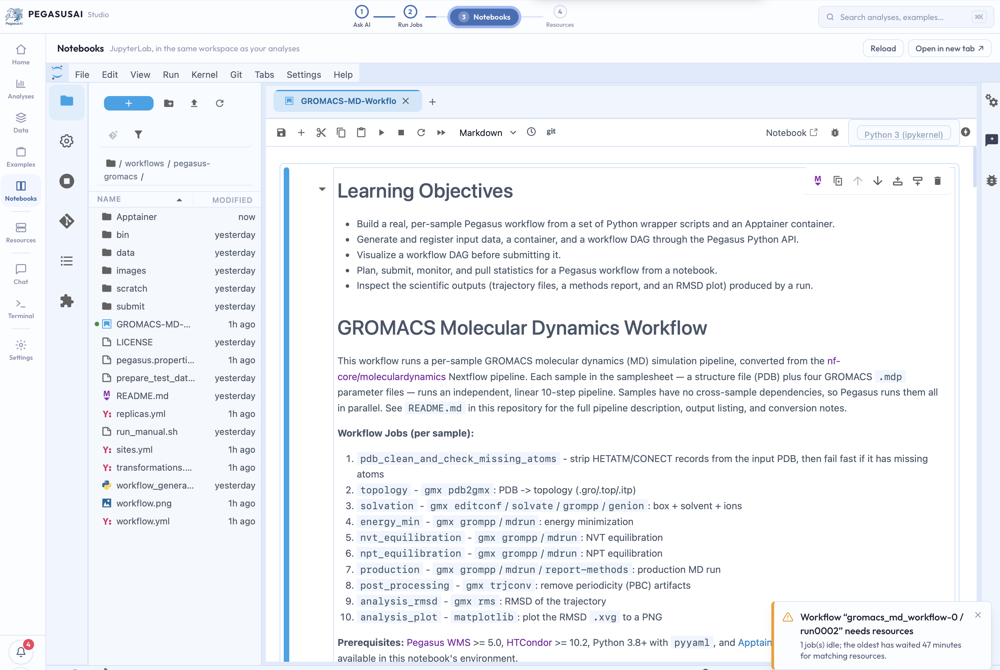 PEGASUSAI Studio
PegasusAI
1
Ask AI
2
Run Jobs
3 Notebooks
4
Resources
Search analyses, examples... ⌘K
Home
Analyses
Data
Examples
Notebooks
Resources
Chat
Terminal
Settings
4
Notebooks JupyterLab, in the same workspace as your analyses
Reload
Open in new tab ↗
File Edit View Run Kernel Git Tabs Settings Help
/ workflows / pegasus-
gromacs /
NAME MODIFIED
Apptainer now
bin yesterday
data yesterday
images yesterday
scratch yesterday
submit yesterday
GROMACS-MD-... 1h ago
LICENSE yesterday
pegasus.properti... 1h ago
prepare_test_dat... yesterday
README.md yesterday
replicas.yml 1h ago
run_manual.sh yesterday
sites.yml 1h ago
transformations.... 1h ago
workflow_genera... yesterday
workflow.png 1h ago
workflow.yml 1h ago
GROMACS-MD-Workflo
Markdown
git
Notebook
Python 3 (ipykernel)
Learning Objectives
• Build a real, per-sample Pegasus workflow from a set of Python wrapper scripts and an Apptainer container.
• Generate and register input data, a container, and a workflow DAG through the Pegasus Python API.
• Visualize a workflow DAG before submitting it.
• Plan, submit, monitor, and pull statistics for a Pegasus workflow from a notebook.
• Inspect the scientific outputs (trajectory files, a methods report, and an RMSD plot) produced by a run.
GROMACS Molecular Dynamics Workflow
This workflow runs a per-sample GROMACS molecular dynamics (MD) simulation pipeline, converted from the nf-
core/moleculardynamics Nextflow pipeline. Each sample in the samplesheet — a structure file (PDB) plus four GROMACS .mdp
parameter files — runs an independent, linear 10-step pipeline. Samples have no cross-sample dependencies, so Pegasus runs them all
in parallel. See README.md in this repository for the full pipeline description, output listing, and conversion notes.
Workflow Jobs (per sample):
1. pdb_clean_and_check_missing_atoms - strip HETATM/CONECT records from the input PDB, then fail fast if it has missing
atoms
2. topology - gmx pdb2gmx : PDB -> topology (.gro/.top/.itp)
3. solvation - gmx editconf / solvate / grompp / genion : box + solvent + ions
4. energy_min - gmx grompp / mdrun : energy minimization
5. nvt_equilibration - gmx grompp / mdrun : NVT equilibration
6. npt_equilibration - gmx grompp / mdrun : NPT equilibration
7. production - gmx grompp / mdrun / report-methods : production MD run
8. post_processing - gmx trjconv : remove periodicity (PBC) artifacts
9. analysis_rmsd - gmx rms : RMSD of the trajectory
10. analysis_plot - matplotlib : plot the RMSD .xvg to a PNG
Prerequisites: Pegasus WMS >= 5.0, HTCondor >= 10.2, Python 3.8+ with pyyaml , and Apptain
available in this notebook's environment.
Workflow “gromacs_md_workflow-0 /
run0002” needs resources
1 job(s) idle; the oldest has waited 47 minutes
for matching resources.